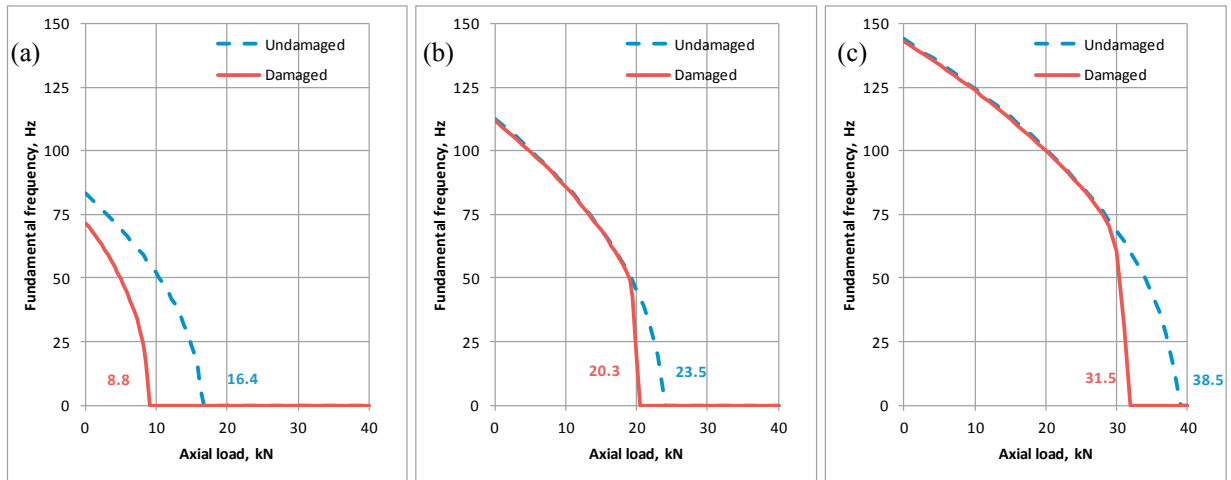 (a)
Fundamental frequency, Hz
150
125
100
75
50
25
0
Undamaged
Damaged
8.8
16.4
0 10 20 30 40
Axial load, kN
(b)
Fundamental frequency, Hz
150
125
100
75
50
25
0
Undamaged
Damaged
20.3
23.5
0 10 20 30 40
Axial load, kN
(c)
Fundamental frequency, Hz
150
125
100
75
50
25
0
Undamaged
Damaged
31.5
38.5
0 10 20 30 40
Axial load, kN